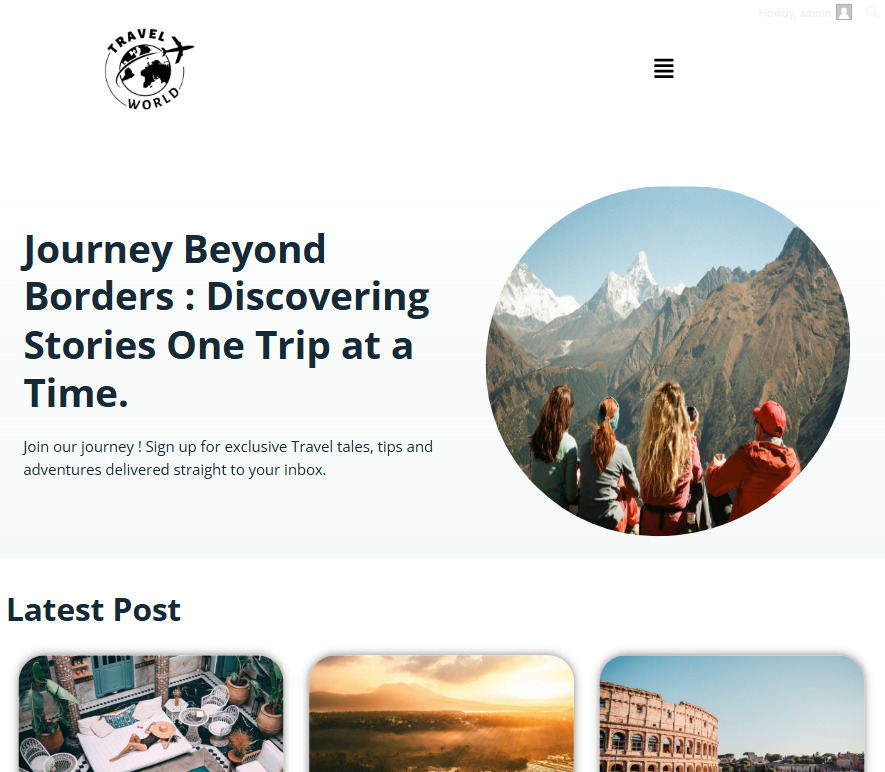 Howdy, admin
TRAVEL
WORLD
Journey Beyond
Borders : Discovering
Stories One Trip at a
Time.
Join our journey ! Sign up for exclusive Travel tales, tips and
adventures delivered straight to your inbox.
Latest Post